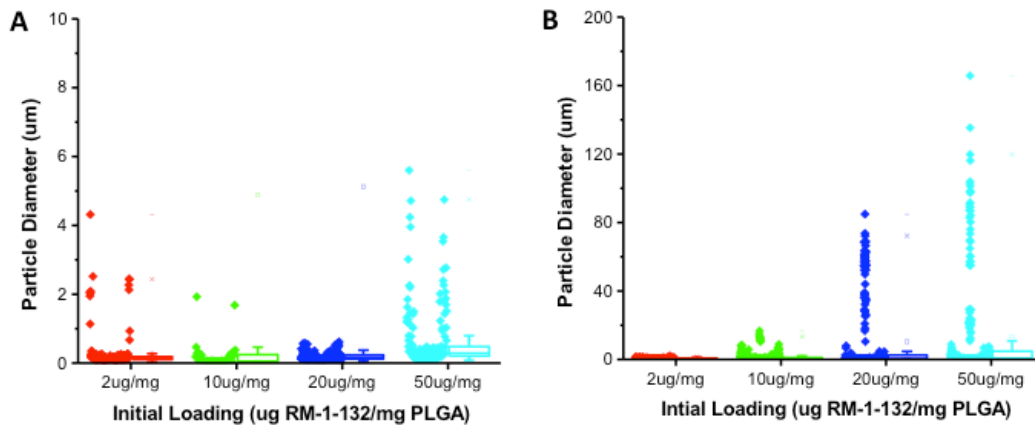 A
10
8
6
4
2
0
Particle Diameter (um)
2ug/mg 10ug/mg 20ug/mg 50ug/mg
Initial Loading (ug RM-1-132/mg PLGA)
B
200
160
120
80
40
0
Particle Diameter (um)
2ug/mg 10ug/mg 20ug/mg 50ug/mg
Intial Loading (ug RM-1-132/mg PLGA)